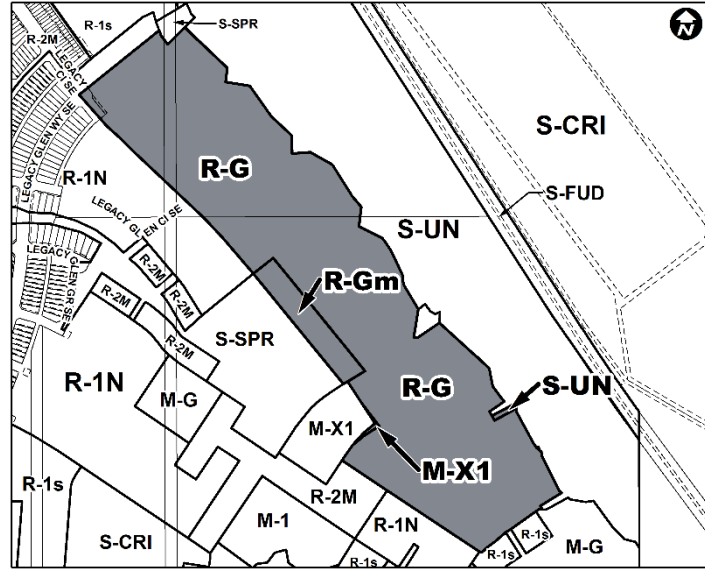 R-1s
S-SPR
N
R-2M
LEGACY CI SE
LEGACY GLEN WY SE
R-G
S-CRI
R-1N
LEGACY GLEN CI SE
S-FUD
S-UN
LEGACY GLEN GR SE
R-2M
R-2M
R-Gm
R-2M
R-2M
S-SPR
R-1N
R-G
S-UN
M-G
M-X1
M-X1
R-1s
R-2M
M-1
R-1N
S-CRI
R-1s
R-1s
R-1s
M-G